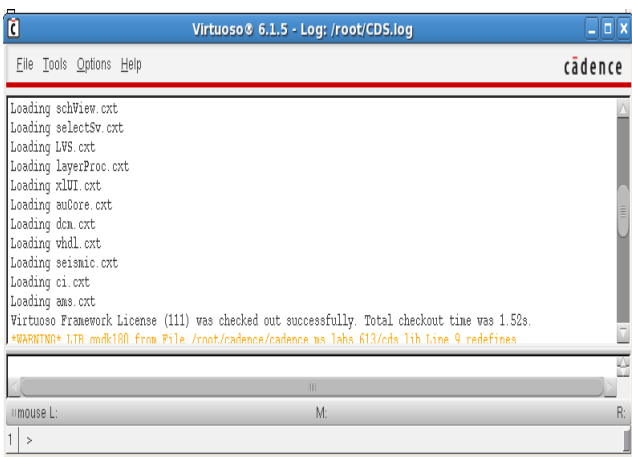 Virtuoso® 6.1.5 - Log: /root/CDS.log
File Tools Options Help
cādence
Loading schView.cxt
Loading selectSv.cxt
Loading LVS.cxt
Loading layerProc.cxt
Loading xlUI.cxt
Loading auCore.cxt
Loading dcm.cxt
Loading vhdl.cxt
Loading seismic.cxt
Loading ci.cxt
Loading ams.cxt
Virtuoso Framework License (111) was checked out successfully. Total checkout time was 1.52s.
*WARNING* LIB gpdk180 from File /root/cadence/cadence_ms_labs_613/cds.lib Line 9 redefines
mouse L: M: R:
1 >